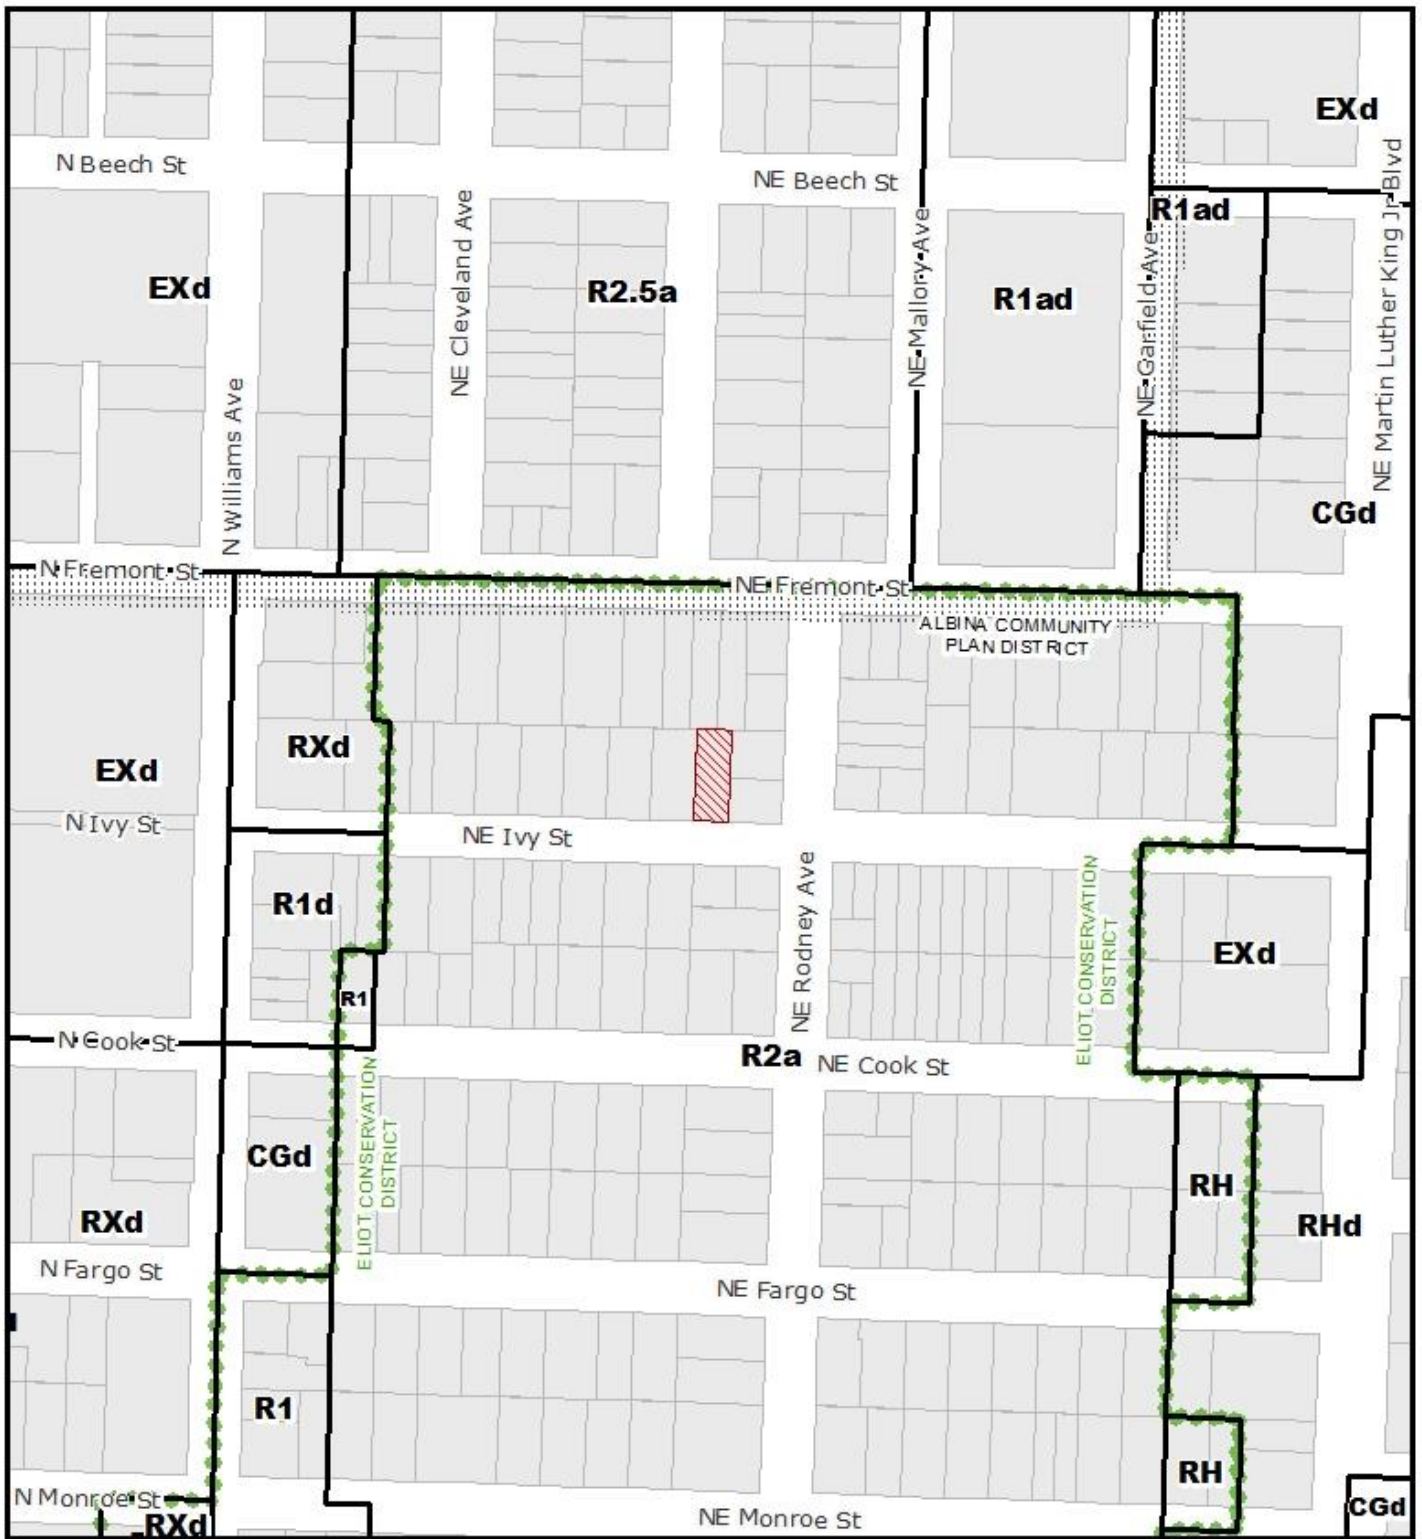 EXd
N Beech St
NE Beech St
R1ad
NE Cleveland Ave
NE Mallory Ave
NE Garfield Ave
NE Martin Luther King Jr Blvd
EXd
R2.5a
R1ad
N Williams Ave
CGd
N Fremont St
NE Fremont St
ALBINA COMMUNITY
PLAN DISTRICT
RXd
EXd
N Ivy St
NE Ivy St
R1d
NE Rodney Ave
ELIOT CONSERVATION
DISTRICT
EXd
R1
N Cook St
R2a
NE Cook St
CGd
ELIOT CONSERVATION
DISTRICT
RH
RXd
RHd
N Fargo St
NE Fargo St
R1
RH
N Monroe St
NE Monroe St
CGd
RXd